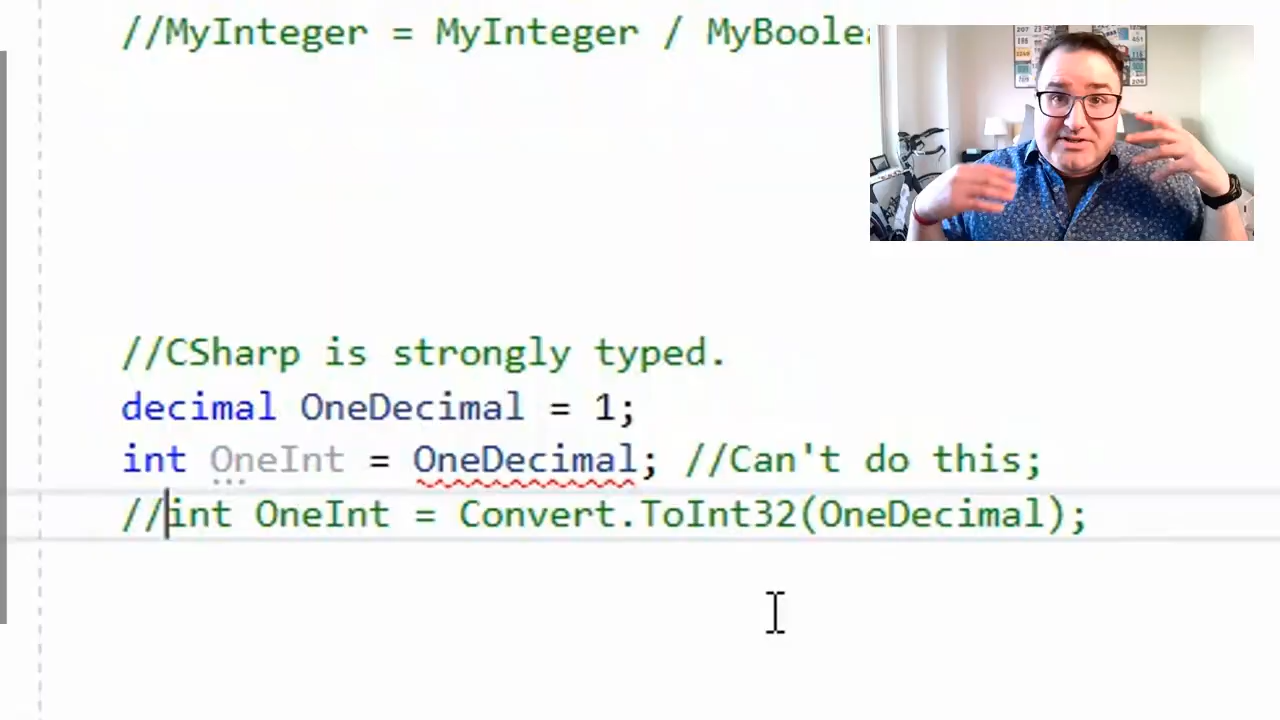 //MyInteger = MyInteger / MyBoolea
//CSharp is strongly typed.
decimal OneDecimal = 1;
int OneInt = OneDecimal; //Can't do this;
//int OneInt = Convert.ToInt32(OneDecimal);